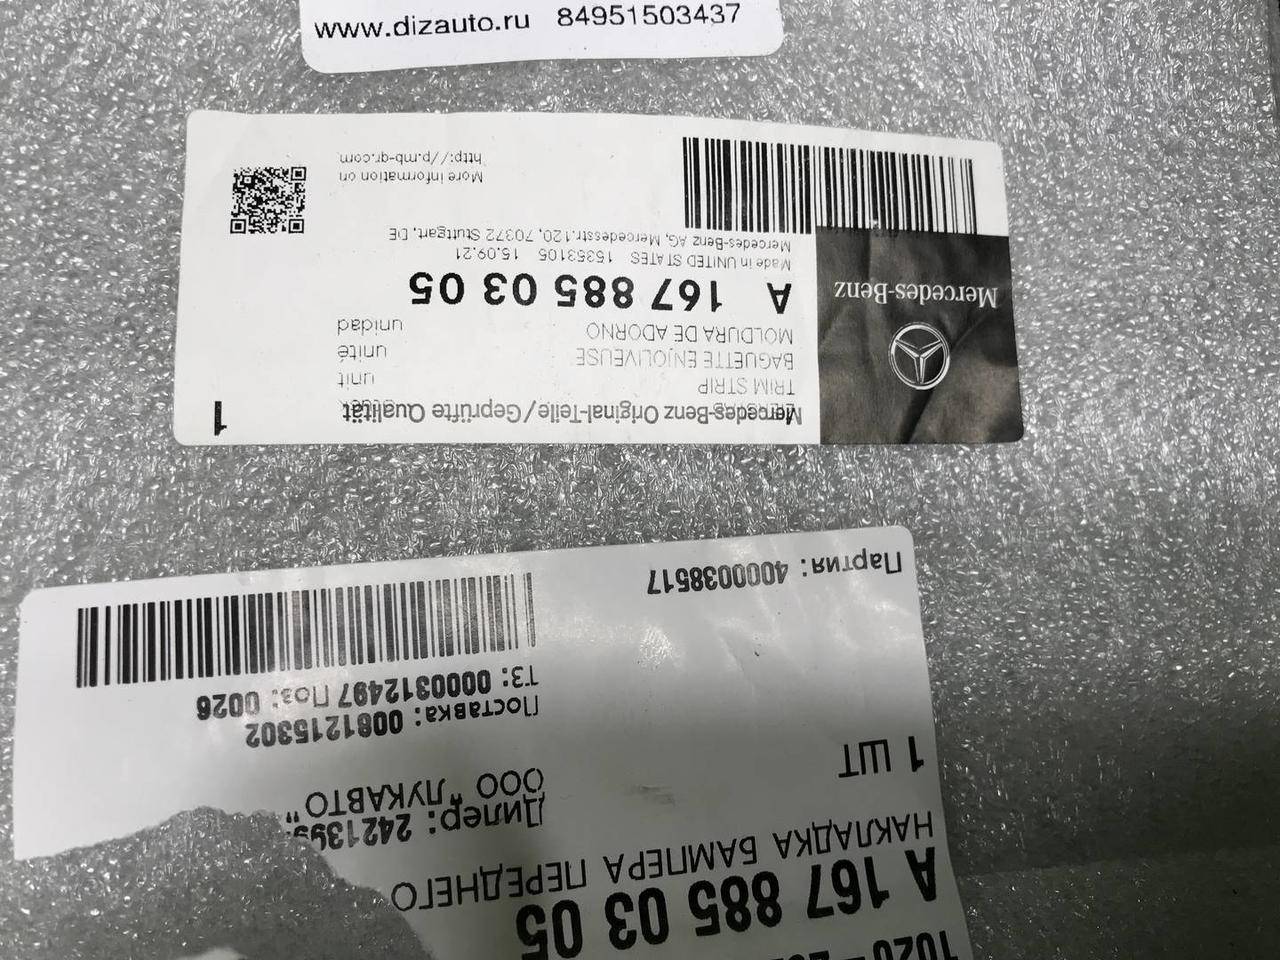 www.dizauto.ru 84951503437
Mercedes-Benz Original-Teile/Geprüfte Qualität
TRIM STRIP unit
BAGUETTE ENJOLIVEUSE unité
MOLDURA DE ADORNO unidad
1
A 167 885 03 05
Made in UNITED STATES 15353105 15.09.21
Mercedes-Benz AG, Mercedesstr.120, 70372 Stuttgart, DE
More information on
http://p.mb-qr.com
Mercedes-Benz
1020
A 167 885 03 05
НАКЛАДКА БАМПЕРА ПЕРЕДНЕГО
1 ШТ
Дилер: 2421399
ООО "ЛУКАВТО"
Поставка: 0081215302
ТЗ: 0000312497 Поз: 0026
Партия: 4000038517